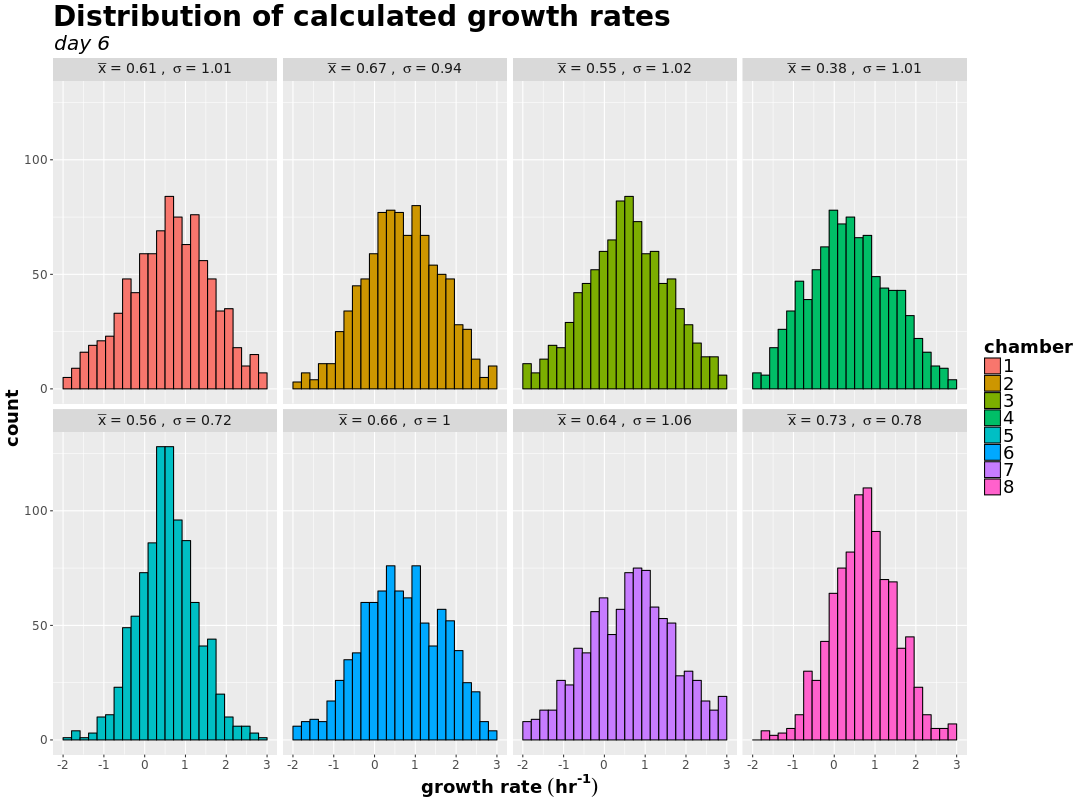 Distribution of calculated growth rates
day 6
x̅ = 0.61 , σ = 1.01
x̅ = 0.67 , σ = 0.94
x̅ = 0.55 , σ = 1.02
x̅ = 0.38 , σ = 1.01
100
50
0
x̅ = 0.56 , σ = 0.72
x̅ = 0.66 , σ = 1
x̅ = 0.64 , σ = 1.06
x̅ = 0.73 , σ = 0.78
100
50
0
-2 -1 0 1 2 3
-2 -1 0 1 2 3
-2 -1 0 1 2 3
-2 -1 0 1 2 3
count
growth rate (hr⁻¹)
chamber
1
2
3
4
5
6
7
8